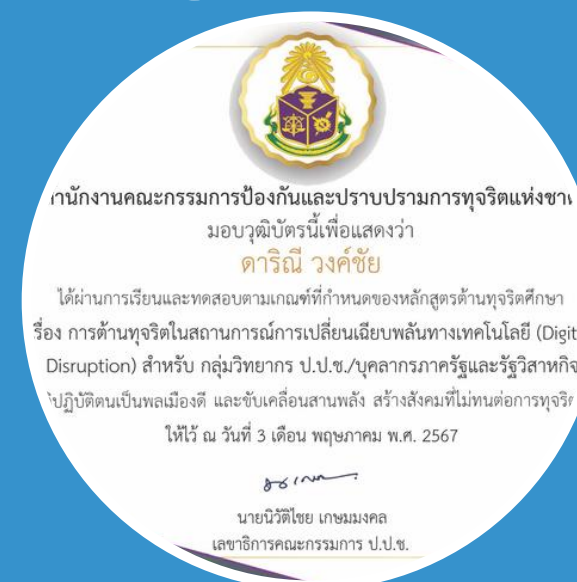 านักงานคณะกรรมการป้องกันและปราบปรามการทุจริตแห่งชา
มอบวุฒิบัตรนี้เพื่อแสดงว่า
ดาริณี วงค์ชัย
ได้ผ่านการเรียนและทดสอบตามเกณฑ์ที่กำหนดของหลักสูตรต้านทุจริตศึกษา
รื่อง การต้านทุจริตในสถานการณ์การเปลี่ยนเฉียบพลันทางเทคโนโลยี (Digit
Disruption) สำหรับ กลุ่มวิทยากร ป.ป.ช./บุคลากรภาครัฐและรัฐวิสาหกิจ
ปฏิบัติตนเป็นพลเมืองดี และขับเคลื่อนสานพลัง สร้างสังคมที่ไม่ทนต่อการทุจริ
ให้ไว้ ณ วันที่ 3 เดือน พฤษภาคม พ.ศ. 2567
นายนิวัติไชย เกษมมงคล
เลขาธิการคณะกรรมการ ป.ป.ช.